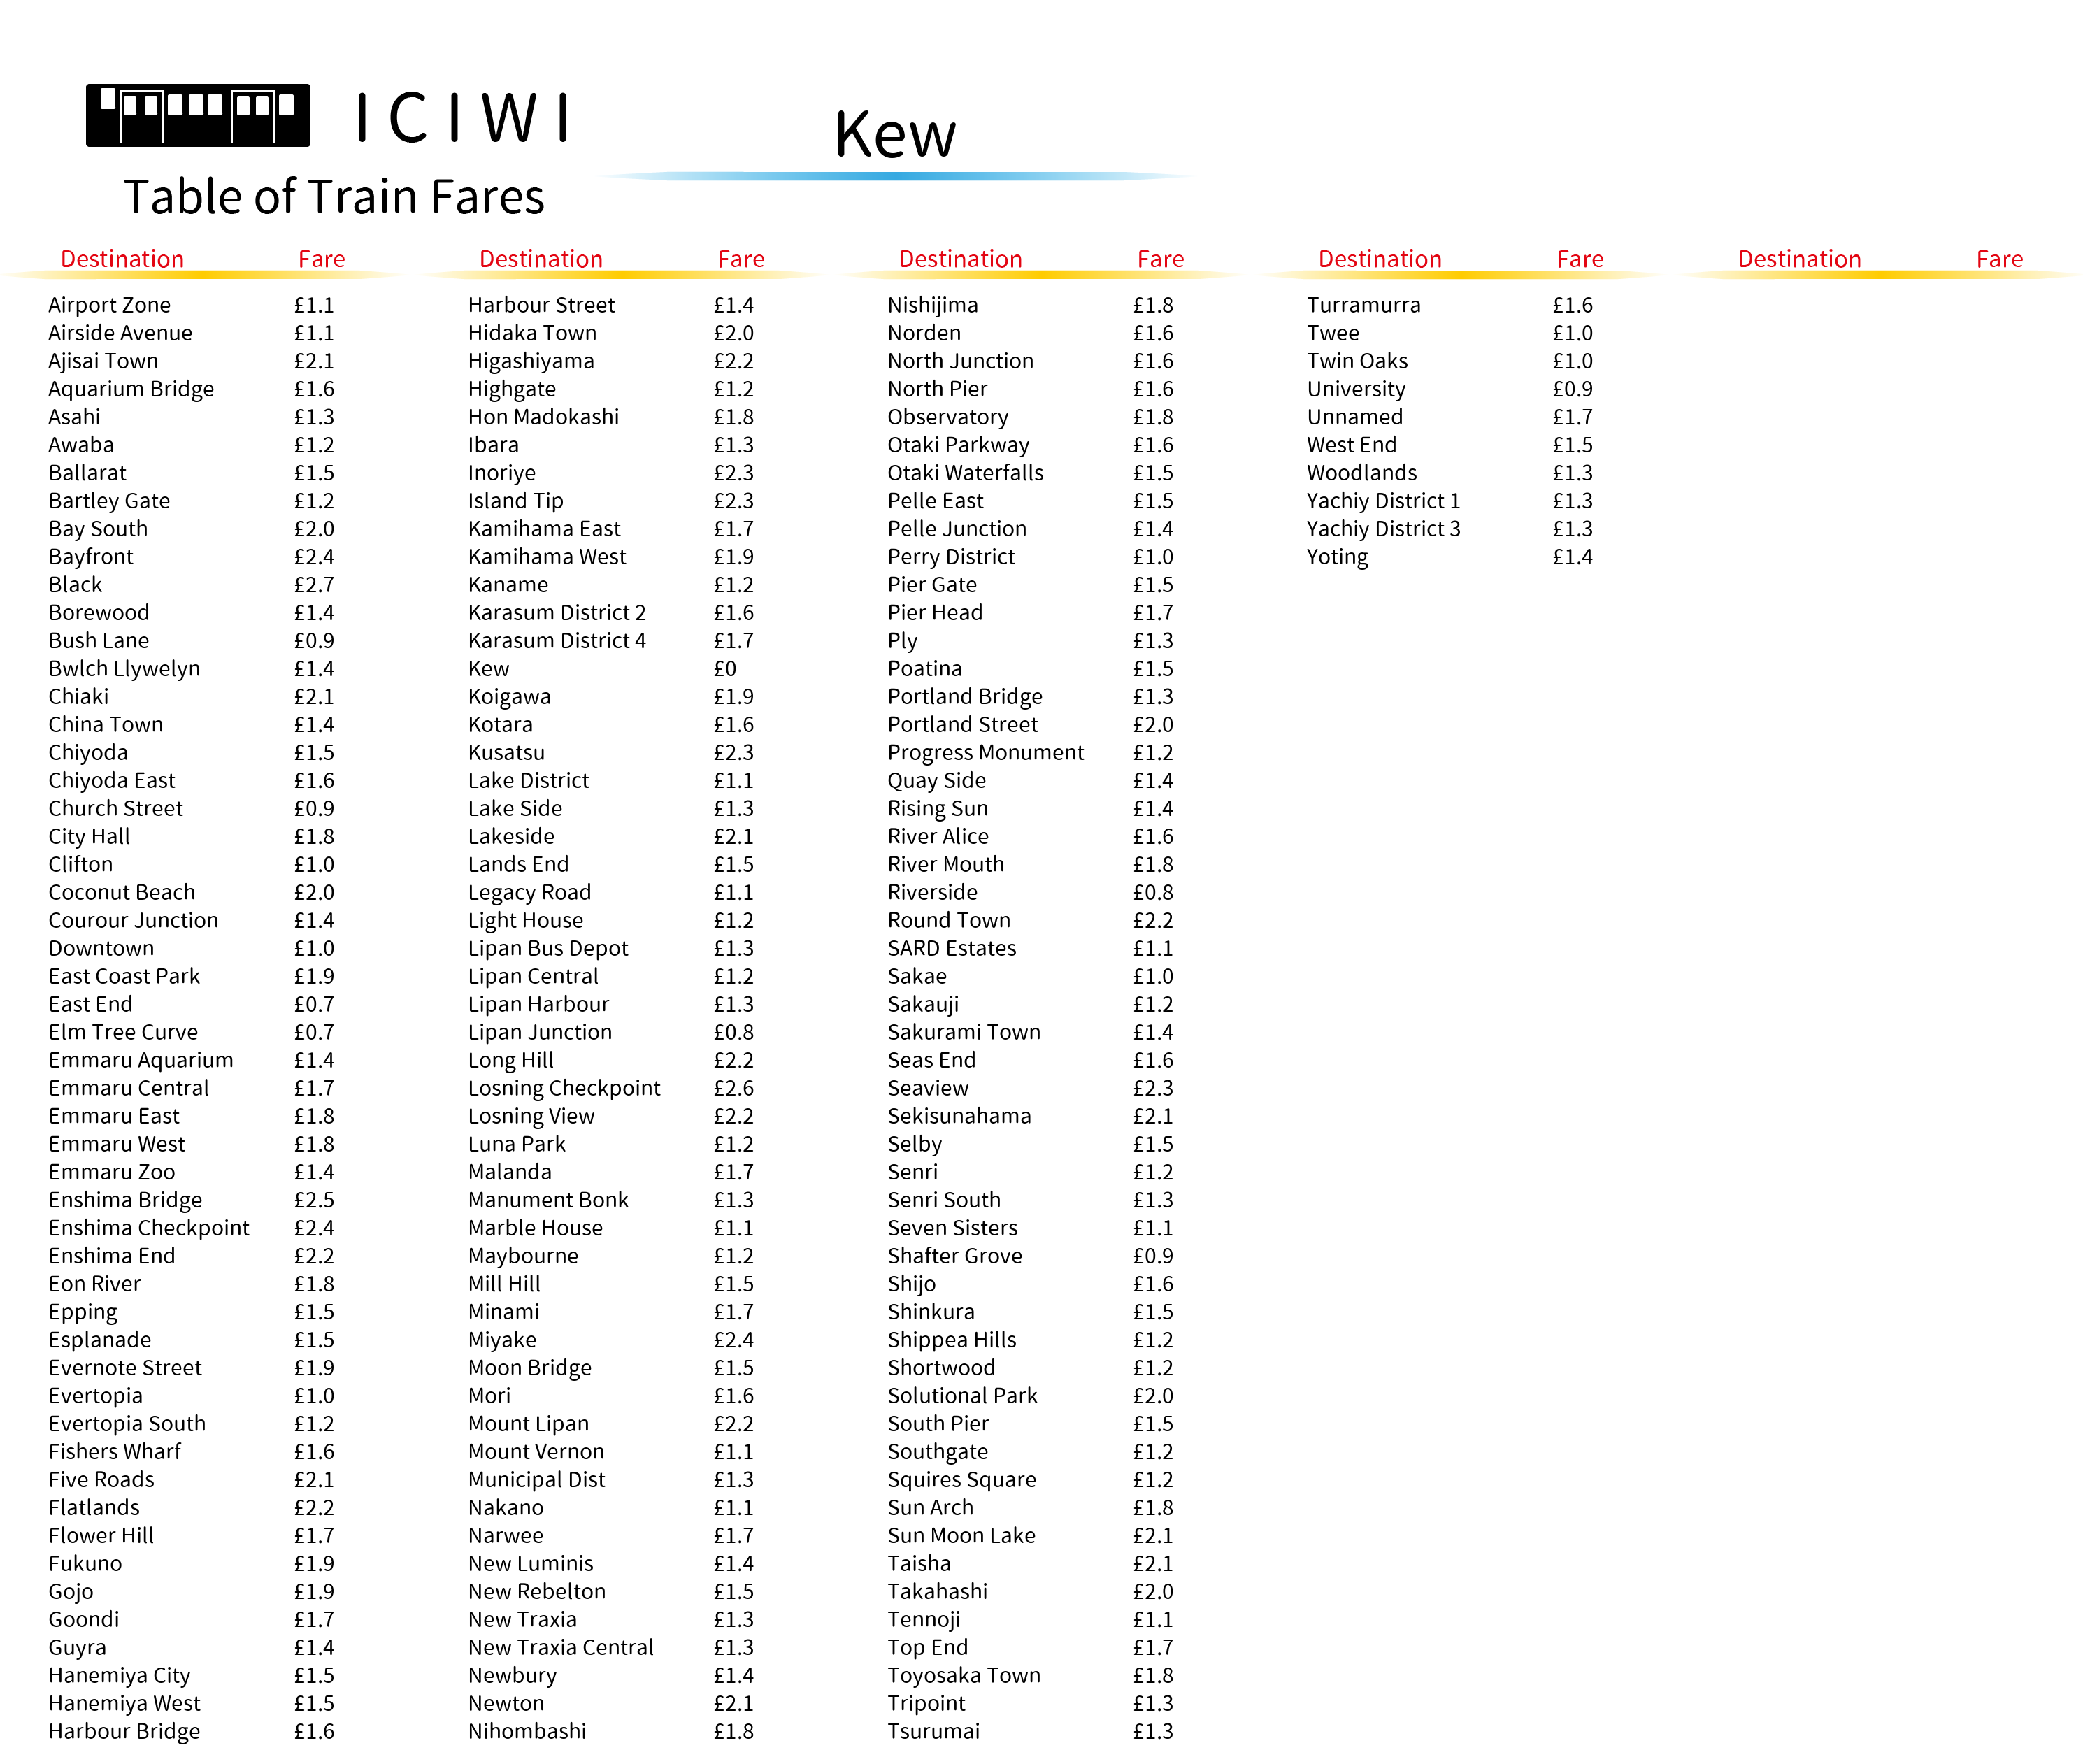 ICIWI
Kew
Table of Train Fares
Destination Fare
Airport Zone £1.1
Airside Avenue £1.1
Ajisai Town £2.1
Aquarium Bridge £1.6
Asahi £1.3
Awaba £1.2
Ballarat £1.5
Bartley Gate £1.2
Bay South £2.0
Bayfront £2.4
Black £2.7
Borewood £1.4
Bush Lane £0.9
Bwlch Llywelyn £1.4
Chiaki £2.1
China Town £1.4
Chiyoda £1.5
Chiyoda East £1.6
Church Street £0.9
City Hall £1.8
Clifton £1.0
Coconut Beach £2.0
Courour Junction £1.4
Downtown £1.0
East Coast Park £1.9
East End £0.7
Elm Tree Curve £0.7
Emmaru Aquarium £1.4
Emmaru Central £1.7
Emmaru East £1.8
Emmaru West £1.8
Emmaru Zoo £1.4
Enshima Bridge £2.5
Enshima Checkpoint £2.4
Enshima End £2.2
Eon River £1.8
Epping £1.5
Esplanade £1.5
Evernote Street £1.9
Evertopia £1.0
Evertopia South £1.2
Fishers Wharf £1.6
Five Roads £2.1
Flatlands £2.2
Flower Hill £1.7
Fukuno £1.9
Gojo £1.9
Goondi £1.7
Guyra £1.4
Hanemiya City £1.5
Hanemiya West £1.5
Harbour Bridge £1.6
Destination Fare
Harbour Street £1.4
Hidaka Town £2.0
Higashiyama £2.2
Highgate £1.2
Hon Madokashi £1.8
Ibara £1.3
Inoriye £2.3
Island Tip £2.3
Kamihama East £1.7
Kamihama West £1.9
Kaname £1.2
Karasum District 2 £1.6
Karasum District 4 £1.7
Kew £0
Koigawa £1.9
Kotara £1.6
Kusatsu £2.3
Lake District £1.1
Lake Side £1.3
Lakeside £2.1
Lands End £1.5
Legacy Road £1.1
Light House £1.2
Lipan Bus Depot £1.3
Lipan Central £1.2
Lipan Harbour £1.3
Lipan Junction £0.8
Long Hill £2.2
Losning Checkpoint £2.6
Losning View £2.2
Luna Park £1.2
Malanda £1.7
Manument Bonk £1.3
Marble House £1.1
Maybourne £1.2
Mill Hill £1.5
Minami £1.7
Miyake £2.4
Moon Bridge £1.5
Mori £1.6
Mount Lipan £2.2
Mount Vernon £1.1
Municipal Dist £1.3
Nakano £1.1
Narwee £1.7
New Luminis £1.4
New Rebelton £1.5
New Traxia £1.3
New Traxia Central £1.3
Newbury £1.4
Newton £2.1
Nihombashi £1.8
Destination Fare
Nishijima £1.8
Norden £1.6
North Junction £1.6
North Pier £1.6
Observatory £1.8
Otaki Parkway £1.6
Otaki Waterfalls £1.5
Pelle East £1.5
Pelle Junction £1.4
Perry District £1.0
Pier Gate £1.5
Pier Head £1.7
Ply £1.3
Poatina £1.5
Portland Bridge £1.3
Portland Street £2.0
Progress Monument £1.2
Quay Side £1.4
Rising Sun £1.4
River Alice £1.6
River Mouth £1.8
Riverside £0.8
Round Town £2.2
SARD Estates £1.1
Sakae £1.0
Sakauji £1.2
Sakurami Town £1.4
Seas End £1.6
Seaview £2.3
Sekisunahama £2.1
Selby £1.5
Senri £1.2
Senri South £1.3
Seven Sisters £1.1
Shafter Grove £0.9
Shijo £1.6
Shinkura £1.5
Shippea Hills £1.2
Shortwood £1.2
Solutional Park £2.0
South Pier £1.5
Southgate £1.2
Squires Square £1.2
Sun Arch £1.8
Sun Moon Lake £2.1
Taisha £2.1
Takahashi £2.0
Tennoji £1.1
Top End £1.7
Toyosaka Town £1.8
Tripoint £1.3
Tsurumai £1.3
Destination Fare
Turramurra £1.6
Twee £1.0
Twin Oaks £1.0
University £0.9
Unnamed £1.7
West End £1.5
Woodlands £1.3
Yachiy District 1 £1.3
Yachiy District 3 £1.3
Yoting £1.4
Destination Fare